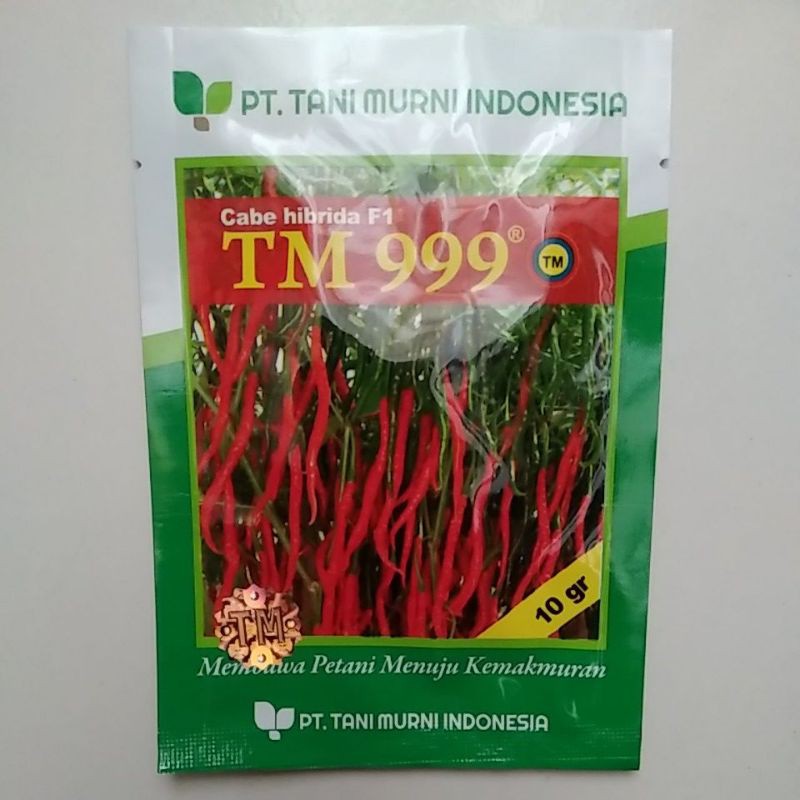 PT. TANI MURNI INDONESIA
Cabe hibrida F1
TM 999®
TM
10 gr
TM
Membawa Petani Menuju Kemakmuran
PT. TANI MURNI INDONESIA